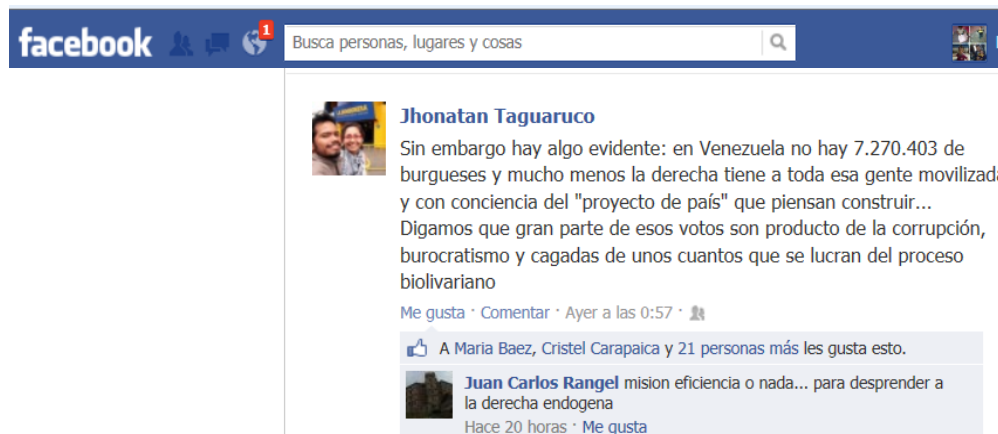 facebook
1
Busca personas, lugares y cosas
Jhonatan Taguaruco
Sin embargo hay algo evidente: en Venezuela no hay 7.270.403 de
burgueses y mucho menos la derecha tiene a toda esa gente movilizada
y con conciencia del "proyecto de país" que piensan construir...
Digamos que gran parte de esos votos son producto de la corrupción,
burocratismo y cagadas de unos cuantos que se lucran del proceso
biolivariano
Me gusta · Comentar · Ayer a las 0:57 ·
A Maria Baez, Cristel Carapaica y 21 personas más les gusta esto.
Juan Carlos Rangel mision eficiencia o nada... para desprender a
la derecha endogena
Hace 20 horas · Me gusta